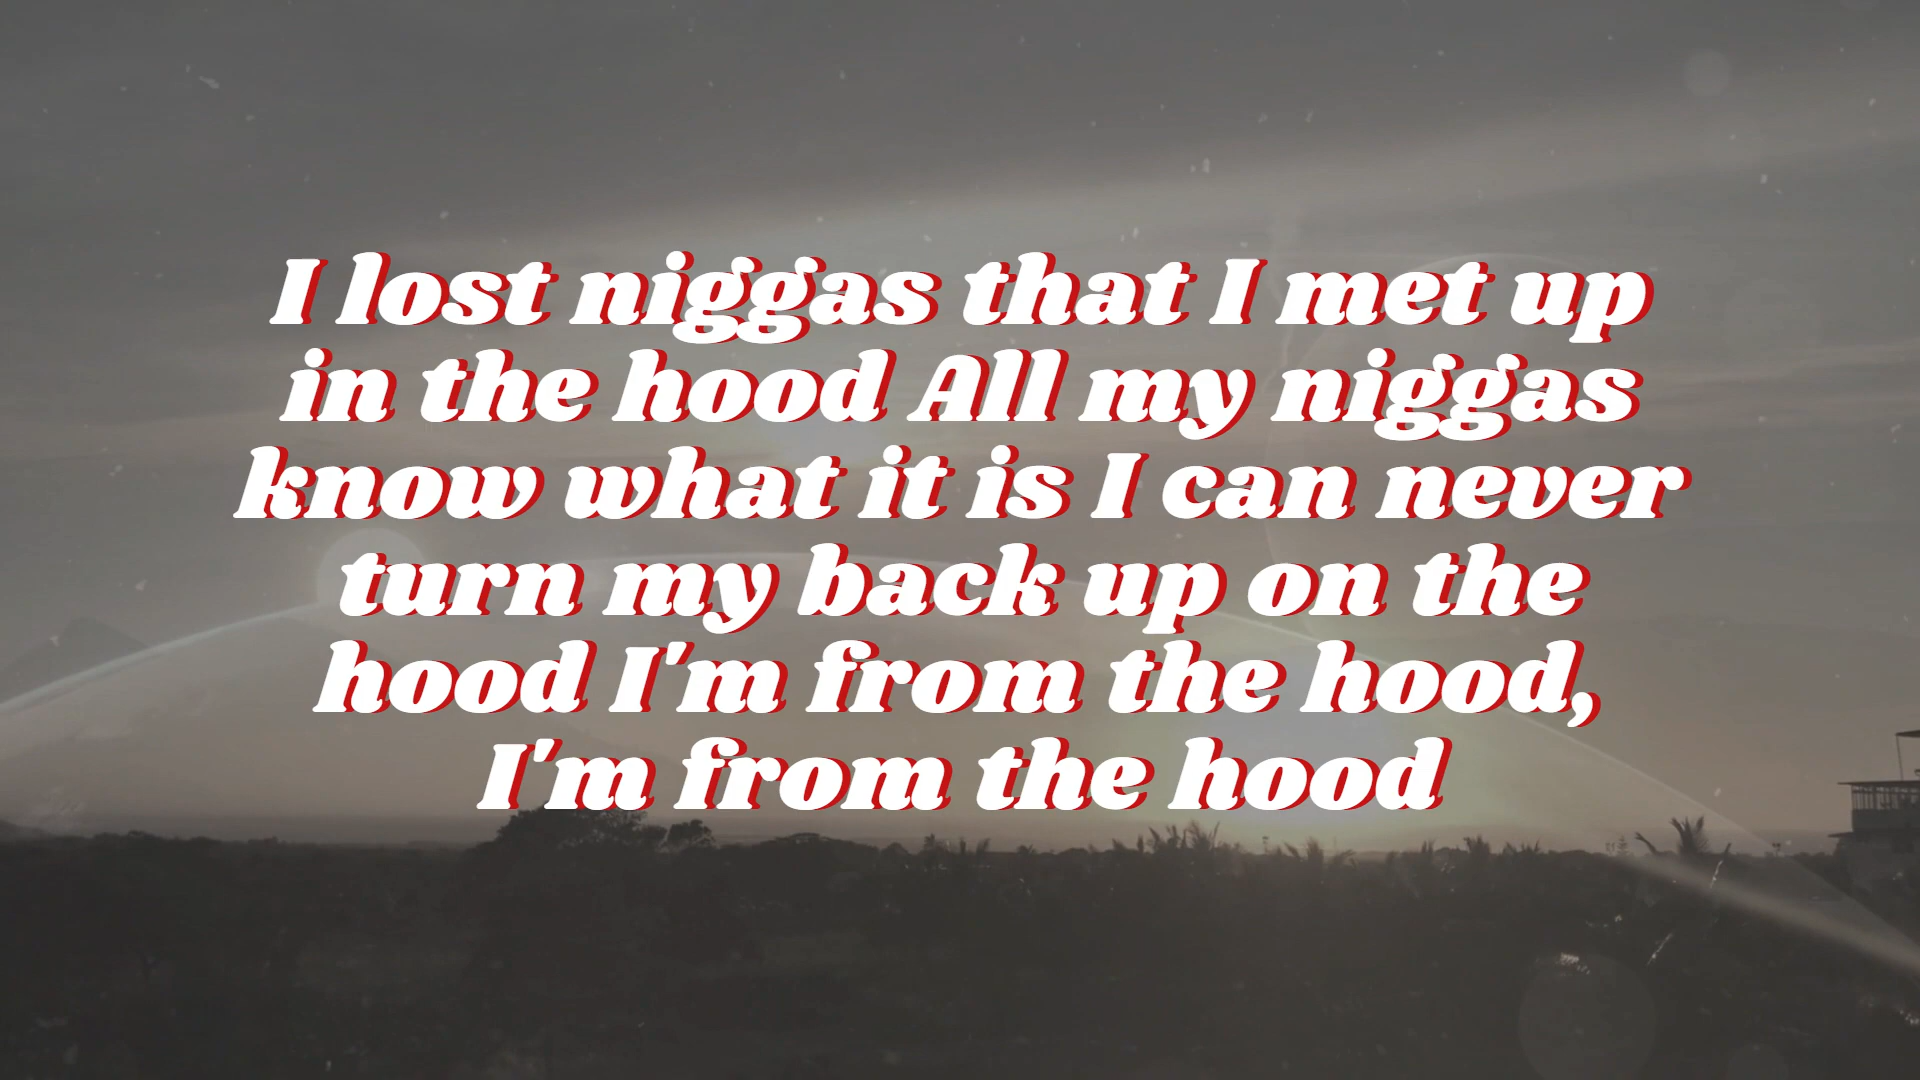 I lost niggas that I met up
in the hood All my niggas
know what it is I can never
turn my back up on the
hood I'm from the hood,
I'm from the hood